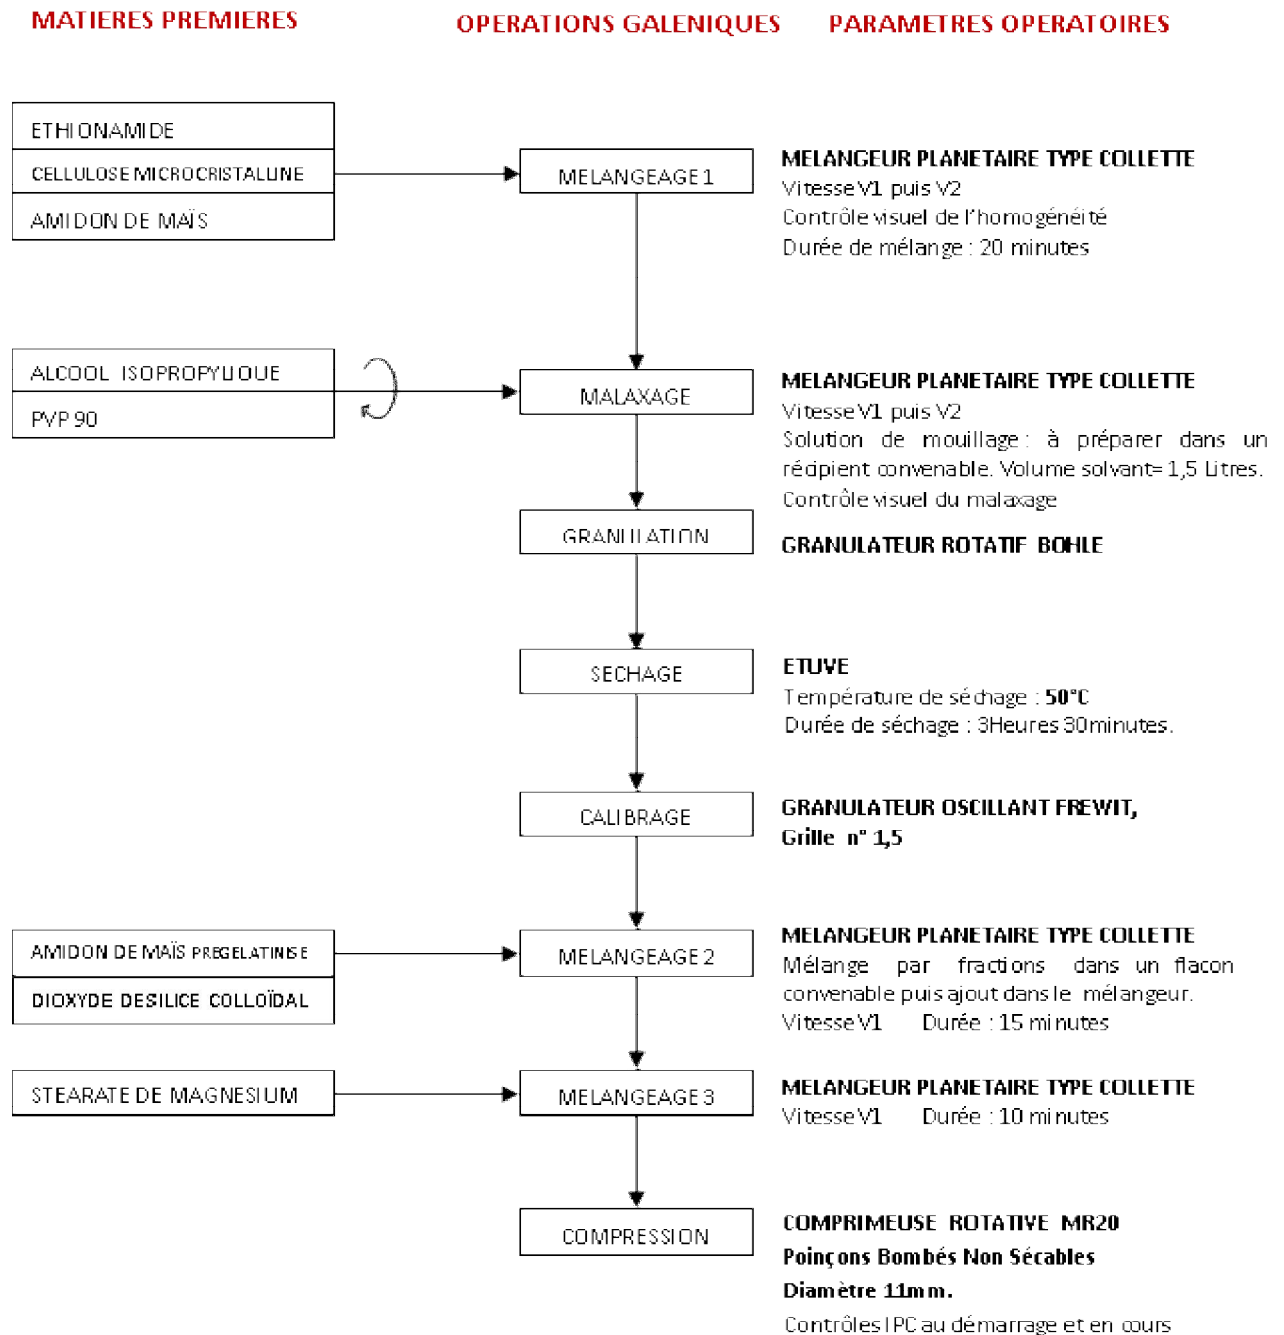 MATIERES PREMIERES
OPERATIONS GALENIQUES
PARAMETRES OPERATOIRES
ETHIONAMIDE
CELLULOSE MICROCRISTALLINE
AMIDON DE MAÏS
MELANGEAGE 1
MELANGEUR PLANETAIRE TYPE COLLETTE
Vitesse V1 puis V2
Contrôle visuel de l'homogénéité
Durée de mélange : 20 minutes
ALCOOL ISOPROPYLIQUE
PVP 90
MALAXAGE
MELANGEUR PLANETAIRE TYPE COLLETTE
Vitesse V1 puis V2
Solution de mouillage : à préparer dans un
récipient convenable. Volume solvant= 1,5 Litres.
Contrôle visuel du malaxage
GRANULATION
GRANULATEUR ROTATIF BOHLE
SECHAGE
ETUVE
Température de séchage : 50°C
Durée de séchage : 3Heures 30minutes.
CALIBRAGE
GRANULATEUR OSCILLANT FREWIT,
Grille n° 1,5
AMIDON DE MAÏS PREGELATINISE
DIOXYDE DE SILICE COLLOÏDAL
MELANGEAGE 2
MELANGEUR PLANETAIRE TYPE COLLETTE
Mélange par fractions dans un flacon
convenable puis ajout dans le mélangeur.
Vitesse V1 Durée : 15 minutes
STEARATE DE MAGNESIUM
MELANGEAGE 3
MELANGEUR PLANETAIRE TYPE COLLETTE
Vitesse V1 Durée : 10 minutes
COMPRESSION
COMPRIMEUSE ROTATIVE MR20
Poinçons Bombés Non Sécables
Diamètre 11mm.
Contrôles IPC au démarrage et en cours